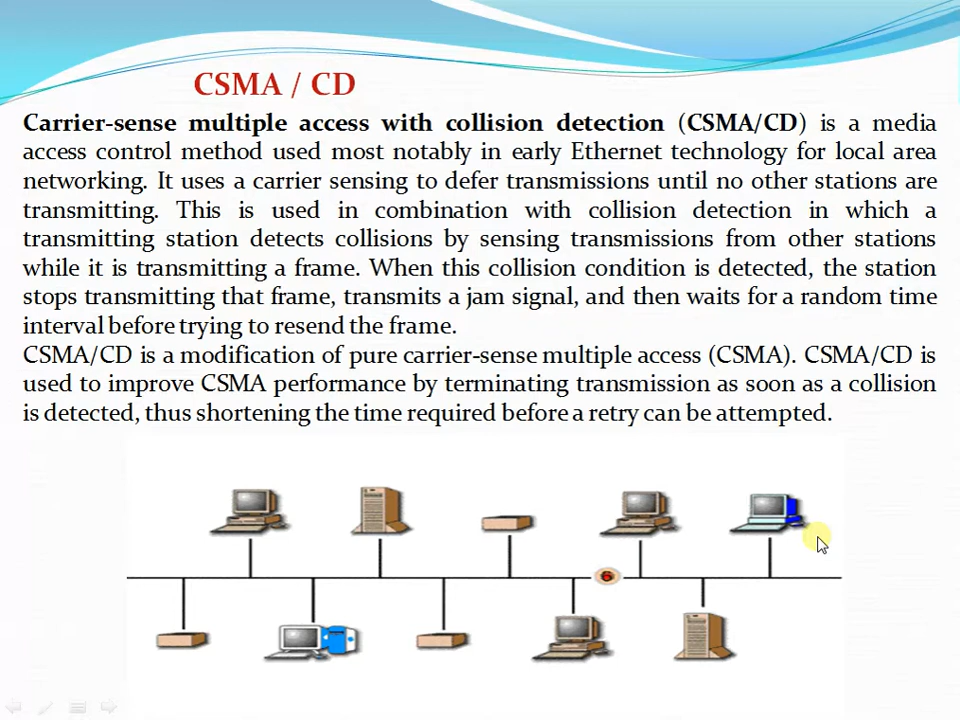 CSMA / CD
Carrier-sense multiple access with collision detection (CSMA/CD) is a media
access control method used most notably in early Ethernet technology for local area
networking. It uses a carrier sensing to defer transmissions until no other stations are
transmitting. This is used in combination with collision detection in which a
transmitting station detects collisions by sensing transmissions from other stations
while it is transmitting a frame. When this collision condition is detected, the station
stops transmitting that frame, transmits a jam signal, and then waits for a random time
interval before trying to resend the frame.
CSMA/CD is a modification of pure carrier-sense multiple access (CSMA). CSMA/CD is
used to improve CSMA performance by terminating transmission as soon as a collision
is detected, thus shortening the time required before a retry can be attempted.
6